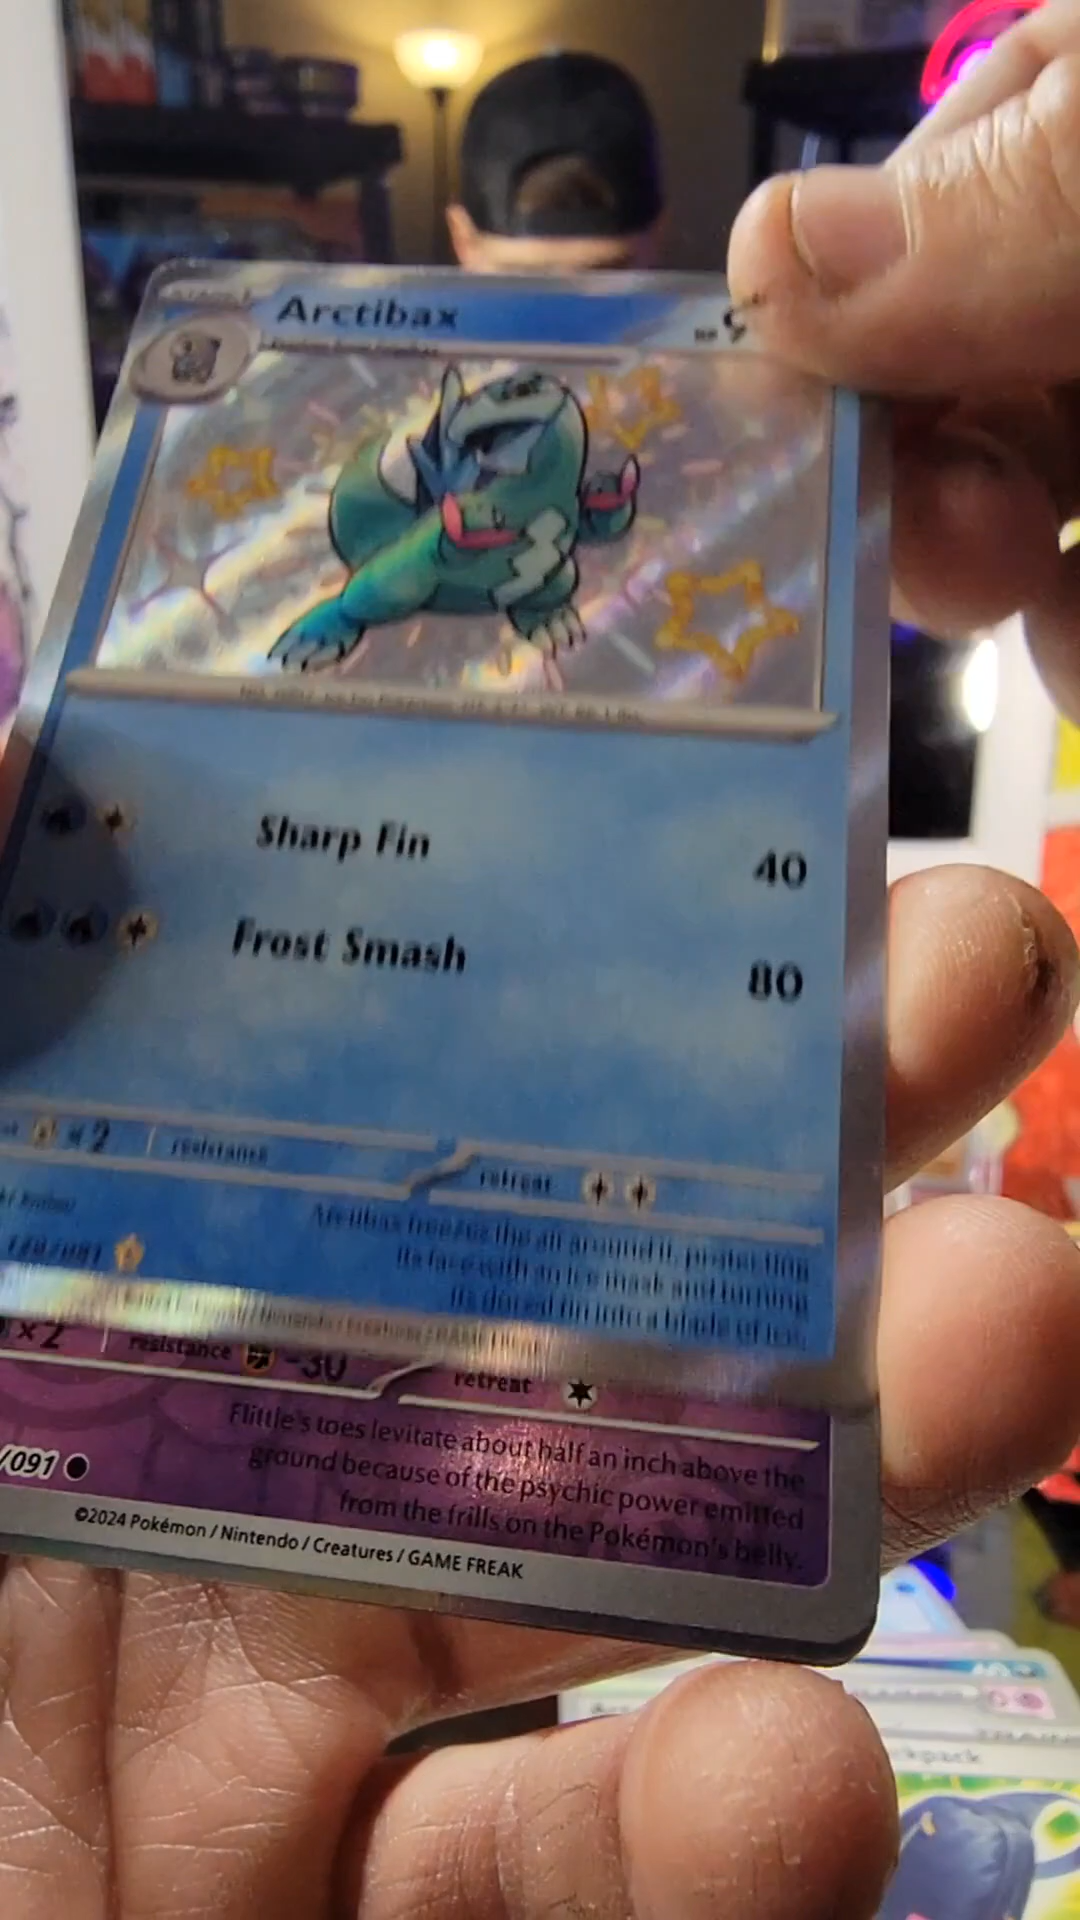 Arctibax
Sharp Fin
40
Frost Smash
80
×2
resistance
retreat
Arctibax freezes the air around it, protecting
its face with an ice mask and turning
its dorsal fin into a blade of ice.
×2
resistance
-30
retreat
Flittle's toes levitate about half an inch above the
ground because of the psychic power emitted
from the frills on the Pokémon's belly.
/091
©2024 Pokémon / Nintendo / Creatures / GAME FREAK
ckpack